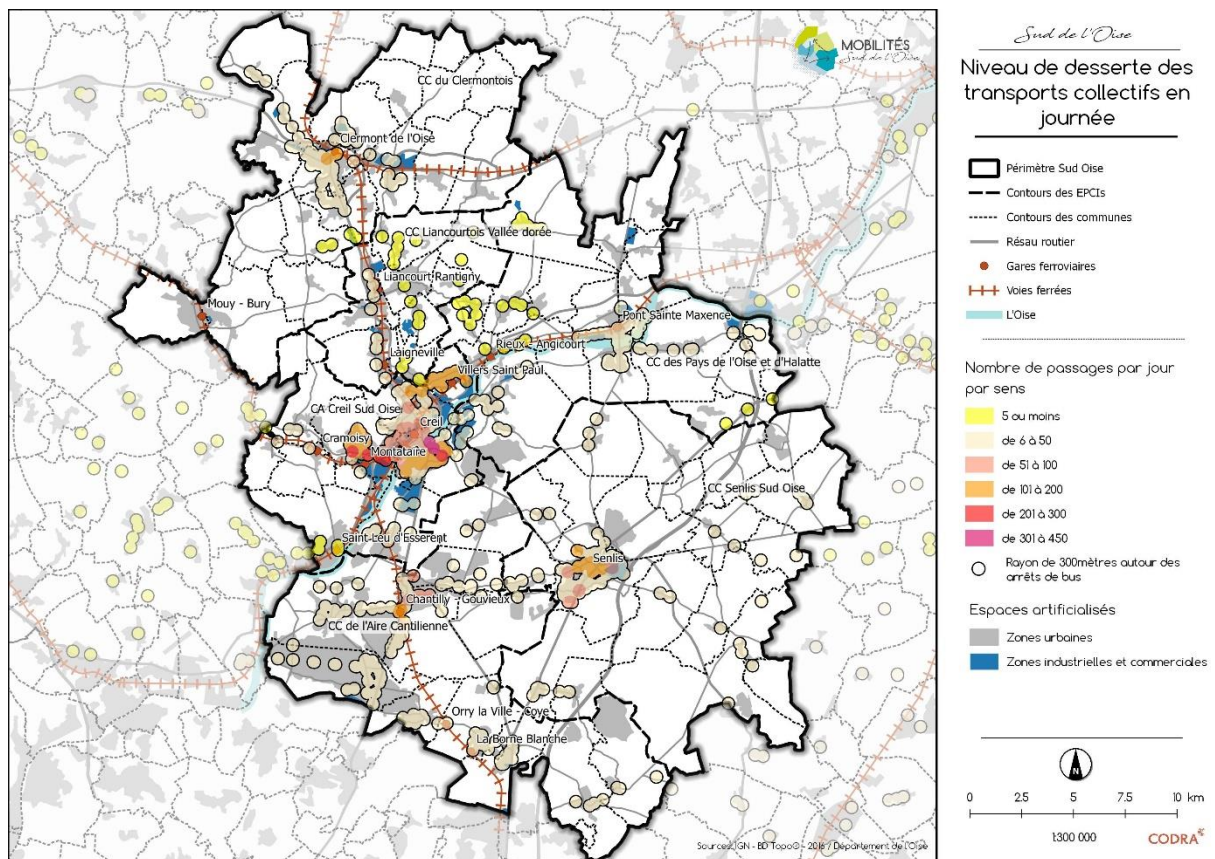 MOBILITÉS
Sud de l'Oise
CC du Clermontois
Clermont de l'Oise
CC Liancourtois Vallée dorée
Liancourt Rantigny
Mouy - Bury
Pont Sainte Maxence
Rieux - Angicourt
Laigneville
CC des Pays de l'Oise et d'Halatte
Villers Saint Paul
CA Creil Sud Oise
Creil
Cramoisy
Montataire
CC Senlis Sud Oise
Saint-Leu d'Esserent
Senlis
Chantilly - Gouvieux
CC de l'Aire Cantilienne
Orry la Ville - Coye
La Borne Blanche
Sources: IGN - BD Topo© - 2016 / Département de l'Oise
Sud de l'Oise
Niveau de desserte des
transports collectifs en
journée
Périmètre Sud Oise
Contours des EPCIs
Contours des communes
Résau routier
Gares ferroviaires
Voies ferrées
L'Oise
Nombre de passages par jour
par sens
5 ou moins
de 6 à 50
de 51 à 100
de 101 à 200
de 201 à 300
de 301 à 450
Rayon de 300mètres autour des
arrêts de bus
Espaces artificialisés
Zones urbaines
Zones industrielles et commerciales
N
0 2.5 5 7.5 10 km
1:300 000
CODRA